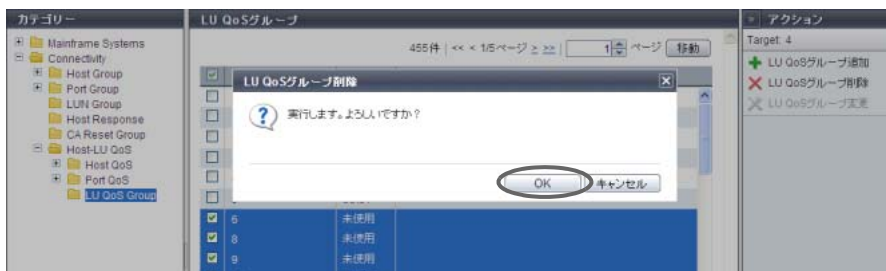 カテゴリー
Mainframe Systems
Connectivity
Host Group
Port Group
LUN Group
Host Response
CA Reset Group
Host-LU QoS
Host QoS
Port QoS
LU QoS Group
LU QoSグループ
455件 | << < 1/5ページ > >> | 1 ページ 移動
LU QoSグループ削除
実行します。よろしいですか?
OK キャンセル
6 未使用
8 未使用
9 未使用
アクション
Target: 4
LU QoSグループ追加
LU QoSグループ削除
LU QoSグループ変更